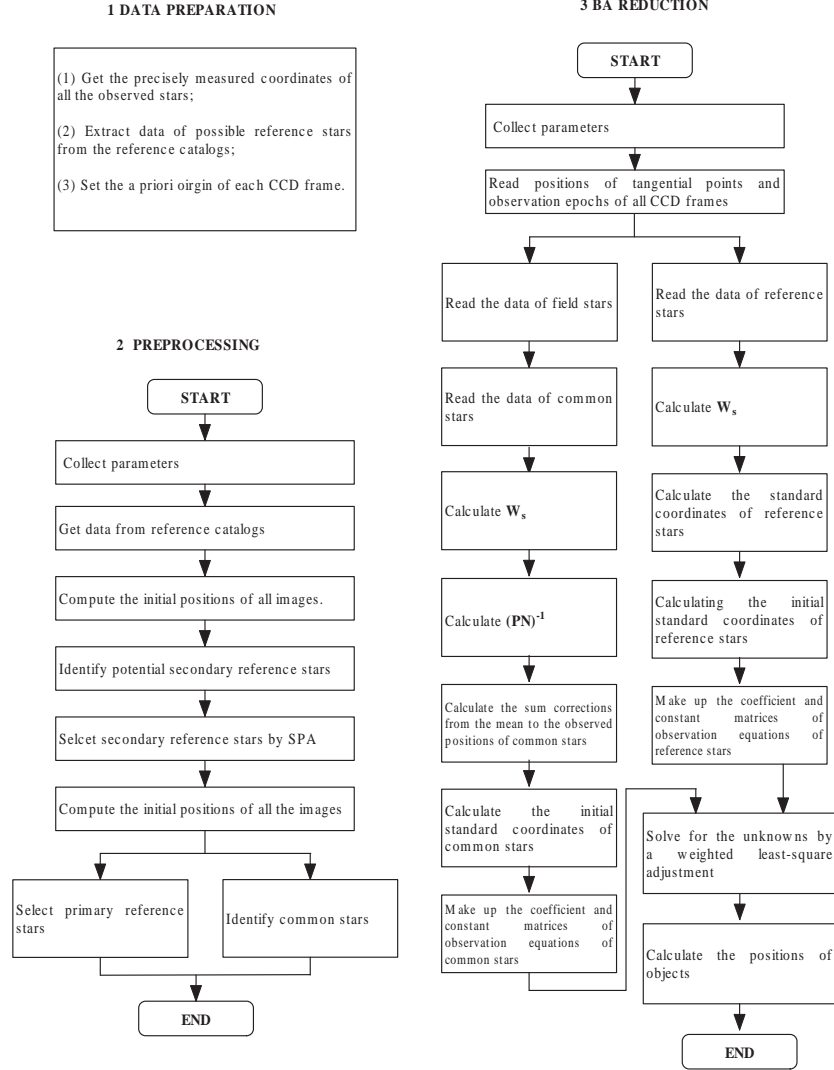 1 DATA PREPARATION
(1) Get the precisely measured coordinates of
all the observed stars;
(2) Extract data of possible reference stars
from the reference catalogs;
(3) Set the a priori oirgin of each CCD frame.
2 PREPROCESSING
START
Collect parameters
Get data from reference catalogs
Compute the initial positions of all images.
Identify potential secondary reference stars
Selcet secondary reference stars by SPA
Compute the initial positions of all the images
Select primary reference
stars
Identify common stars
END
3 BA REDUCTION
START
Collect parameters
Read positions of tangential points and
observation epochs of all CCD frames
Read the data of field stars
Read the data of common
stars
Calculate Ws
Calculate (PN)-1
Calculate the sum corrections
from the mean to the observed
positions of common stars
Calculate the initial
standard coordinates of
common stars
Make up the coefficient and
constant matrices of
observation equations of
common stars
Read the data of reference
stars
Calculate Ws
Calculate the standard
coordinates of reference
stars
Calculating the initial
standard coordinates of
reference stars
Make up the coefficient and
constant matrices of
observation equations of
reference stars
Solve for the unknowns by
a weighted least-square
adjustment
Calculate the positions of
objects
END